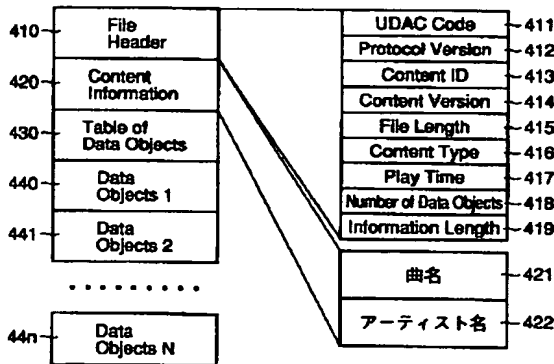 410
File
Header
420
Content
Information
430
Table of
Data Objects
440
Data
Objects 1
441
Data
Objects 2
44n
Data
Objects N
UDAC Code
411
Protocol Version
412
Content ID
413
Content Version
414
File Length
415
Content Type
416
Play Time
417
Number of Data Objects
418
Information Length
419
曲名
421
アーティスト名
422